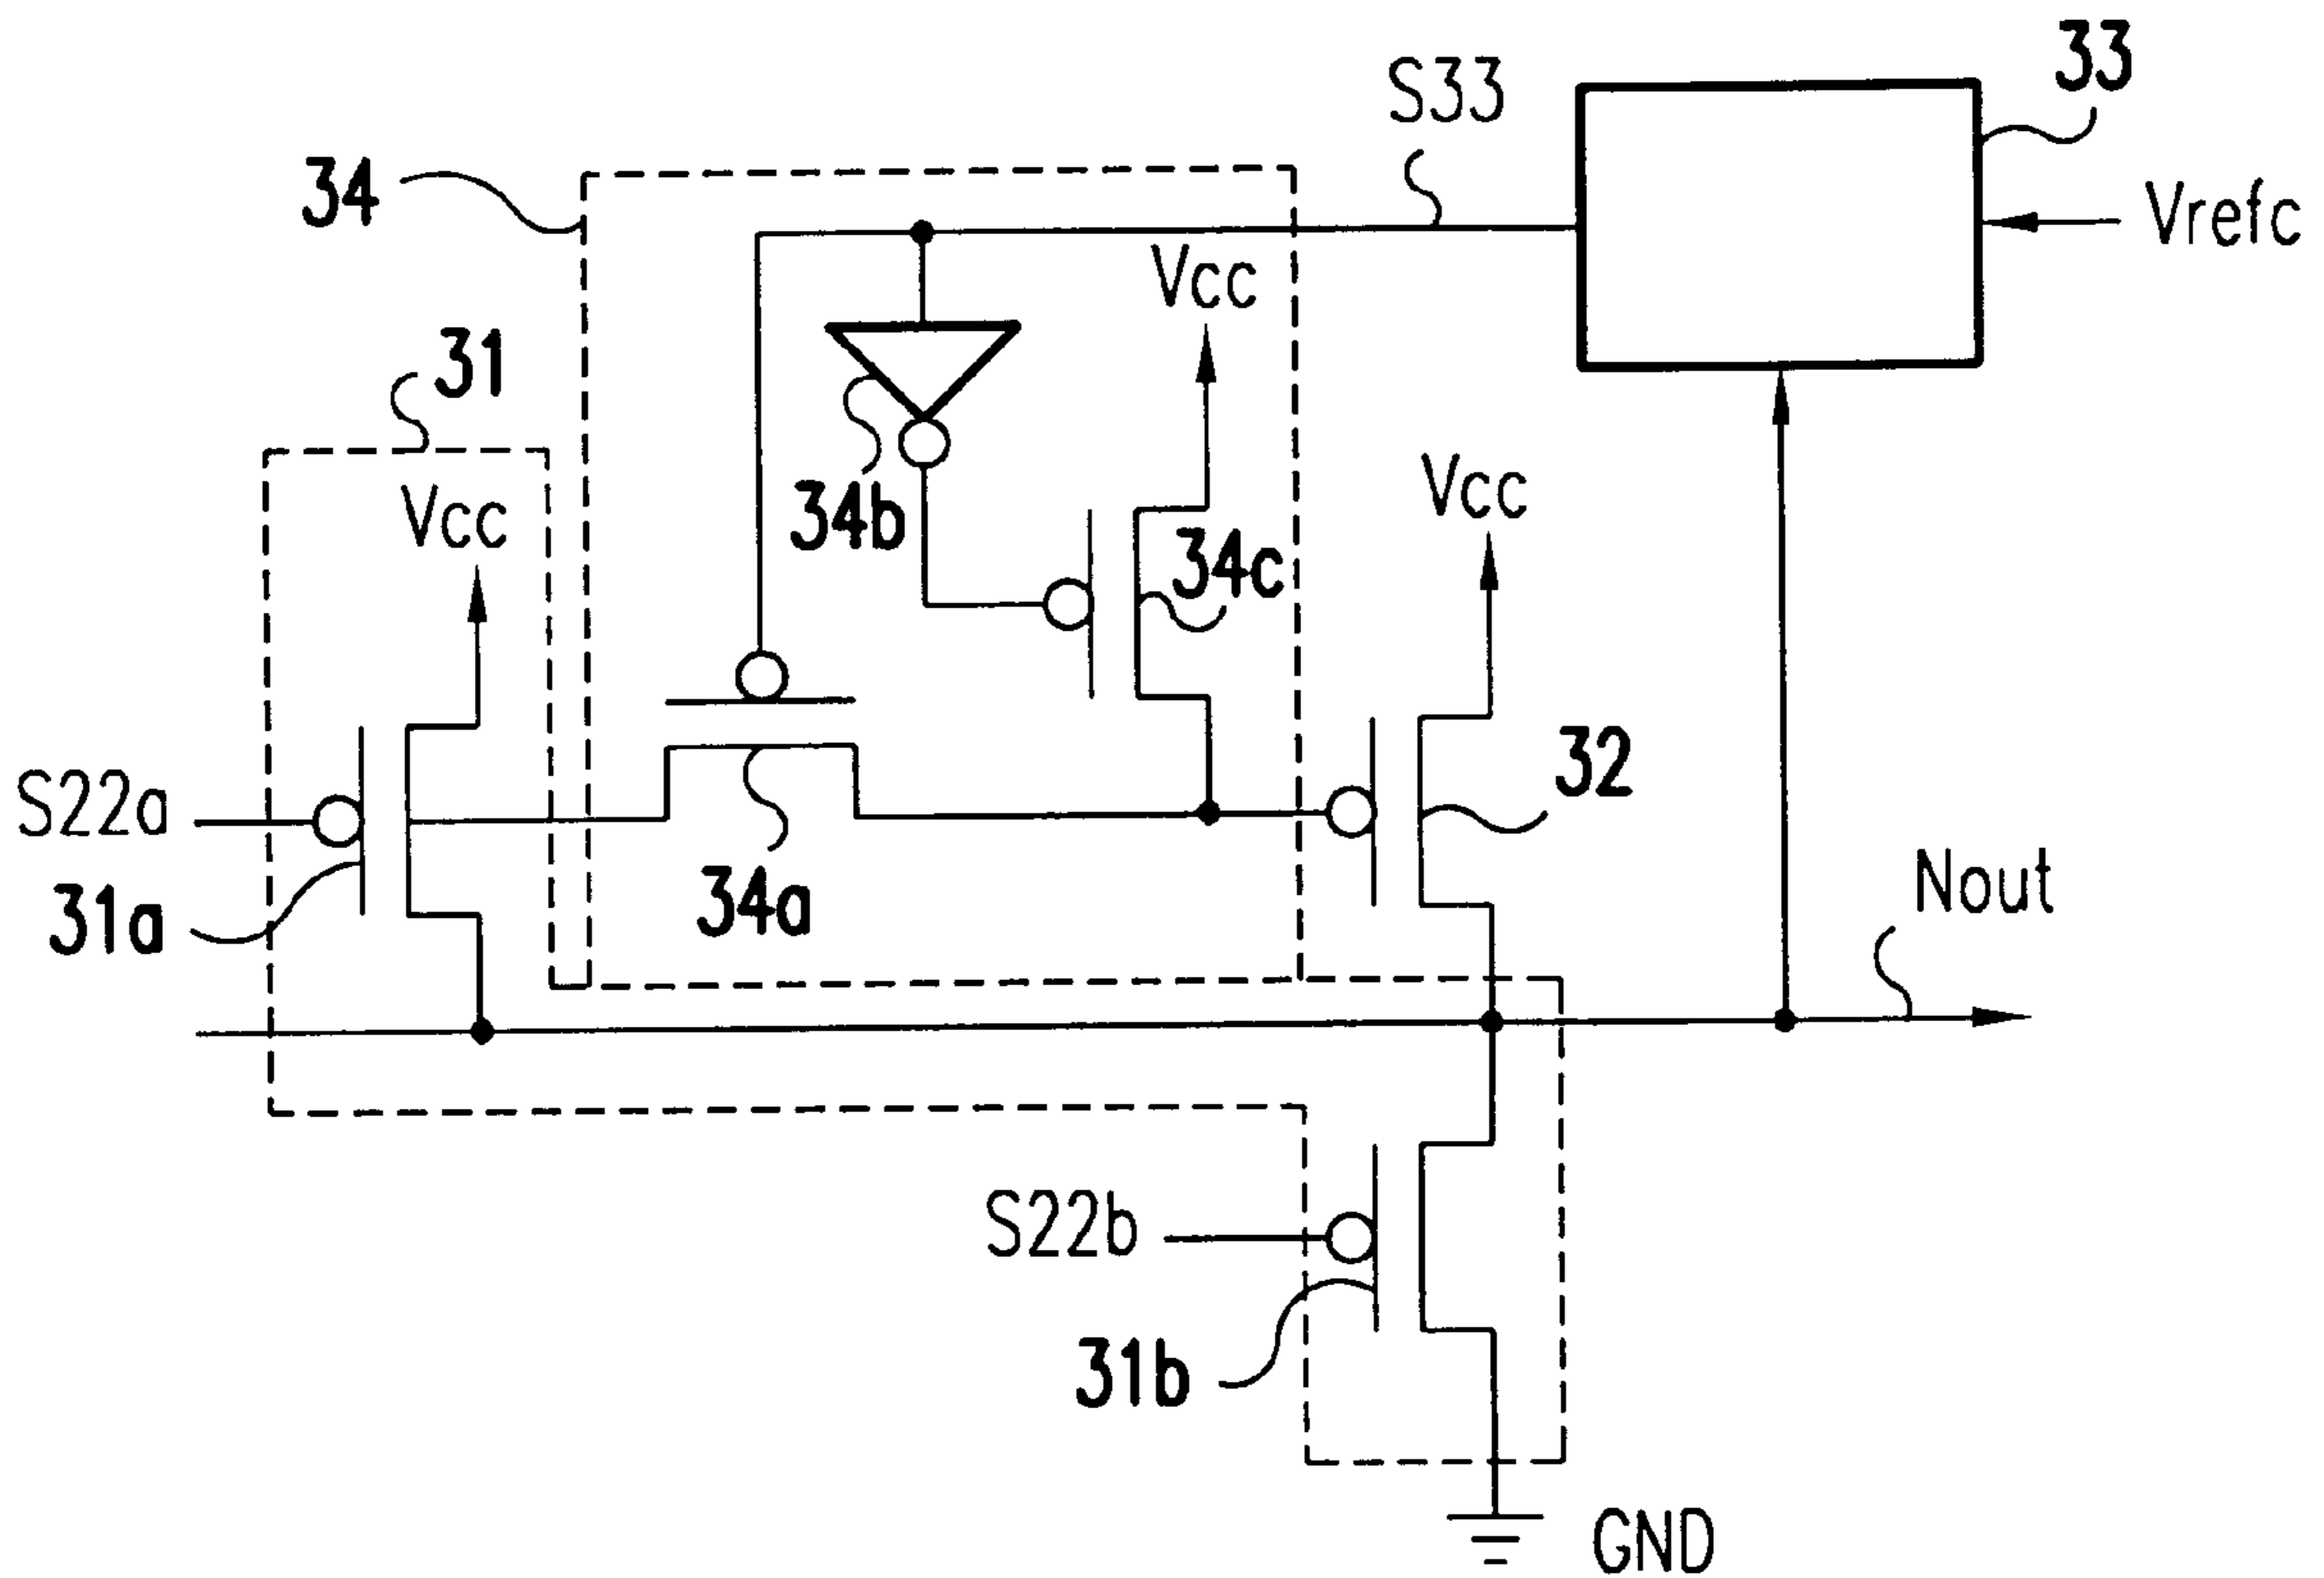 33
S33
34
Vrefc
Vcc
31
Vcc
34b
Vcc
34c
32
S22a
31a
34a
Nout
S22b
31b
GND